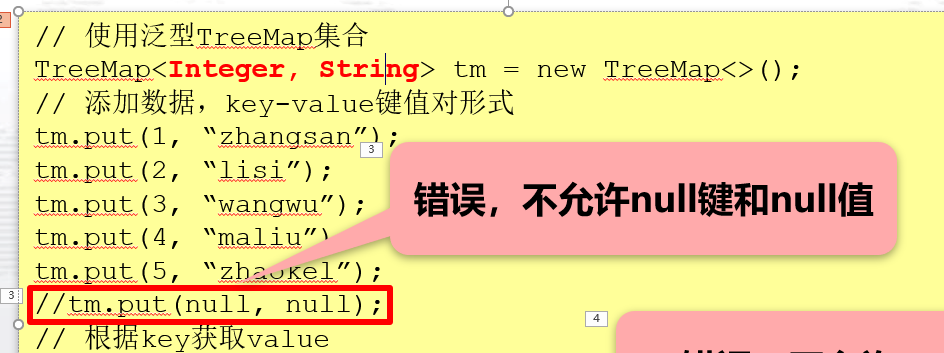 2
// 使用泛型TreeMap集合
TreeMap<Integer, String> tm = new TreeMap<>();
// 添加数据，key-value键值对形式
tm.put(1, “zhangsan”);
3
tm.put(2, “lisi”);
错误，不允许null键和null值
tm.put(3, “wangwu”);
tm.put(4, “maliu”)
tm.put(5, “zhaokel”);
3
//tm.put(null, null);
4
// 根据key获取value